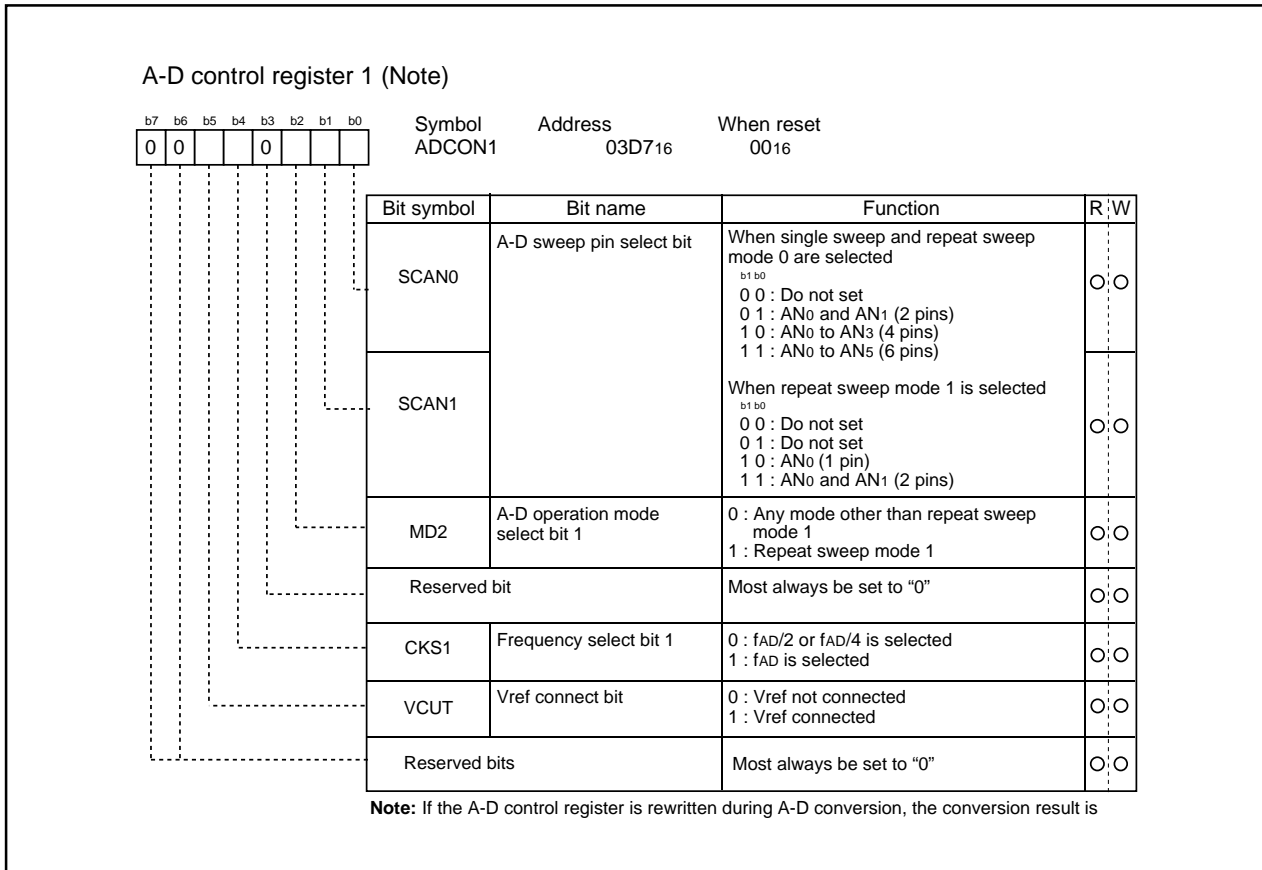 A-D control register 1 (Note)
b7 b6 b5 b4 b3 b2 b1 b0
0 0 0
Symbol Address When reset
ADCON1 03D716 0016
Bit symbol Bit name Function R W
SCAN0
A-D sweep pin select bit
When single sweep and repeat sweep
mode 0 are selected
b1 b0
0 0 : Do not set
0 1 : AN0 and AN1 (2 pins)
1 0 : AN0 to AN3 (4 pins)
1 1 : AN0 to AN5 (6 pins)
SCAN1
When repeat sweep mode 1 is selected
b1 b0
0 0 : Do not set
0 1 : Do not set
1 0 : AN0 (1 pin)
1 1 : AN0 and AN1 (2 pins)
MD2
A-D operation mode
select bit 1
0 : Any mode other than repeat sweep
mode 1
1 : Repeat sweep mode 1
Reserved bit
Most always be set to “0”
CKS1
Frequency select bit 1
0 : fAD/2 or fAD/4 is selected
1 : fAD is selected
VCUT
Vref connect bit
0 : Vref not connected
1 : Vref connected
Reserved bits
Most always be set to “0”
Note: If the A-D control register is rewritten during A-D conversion, the conversion result is